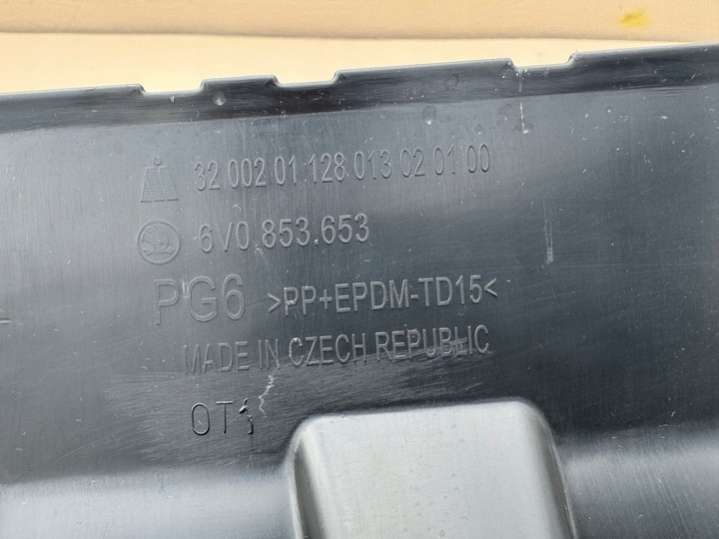 32 002 01 128 013 02 01 00
6V0.853.653
PG6 >PP+EPDM-TD15<
MADE IN CZECH REPUBLIC